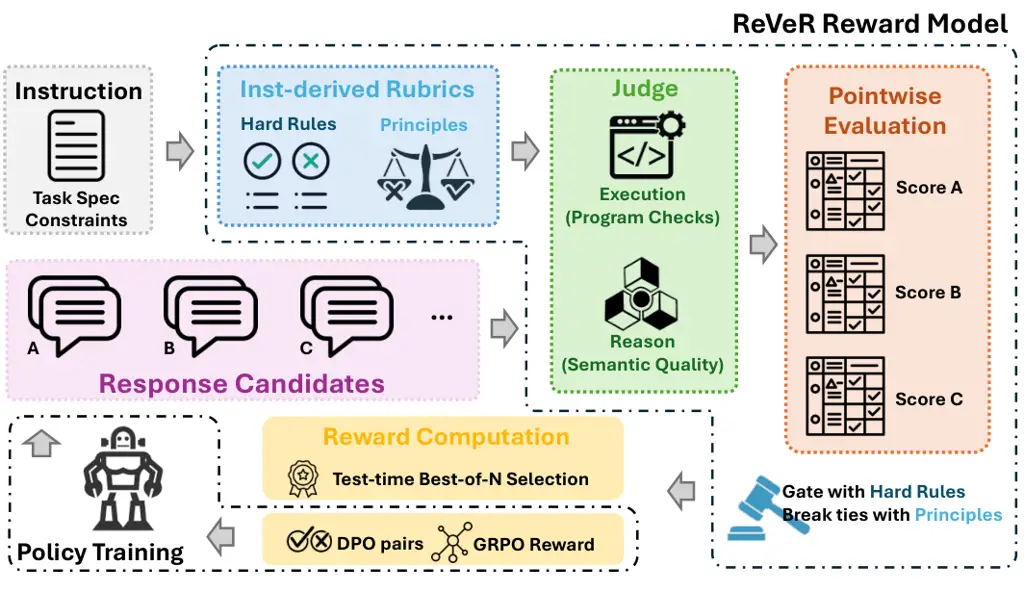 ReVeR Reward Model
Instruction
Task Spec
Constraints
Inst-derived Rubrics
Hard Rules
Principles
Judge
</>
Execution
(Program Checks)
Reason
(Semantic Quality)
Pointwise
Evaluation
Score A
Score B
Score C
A
B
C
...
Response Candidates
Gate with Hard Rules
Break ties with Principles
Reward Computation
Test-time Best-of-N Selection
DPO pairs
GRPO Reward
Policy Training